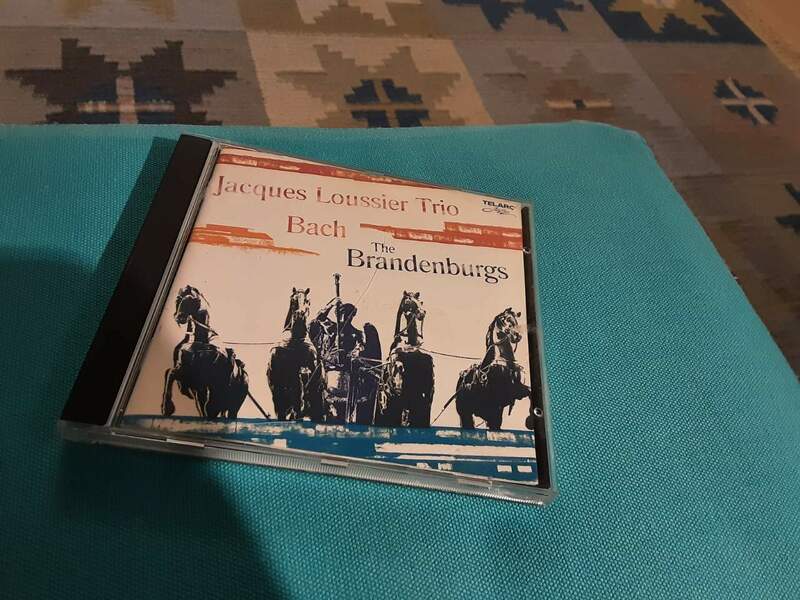 Jacques Loussier Trio
TELARC
Bach
The
Brandenburgs